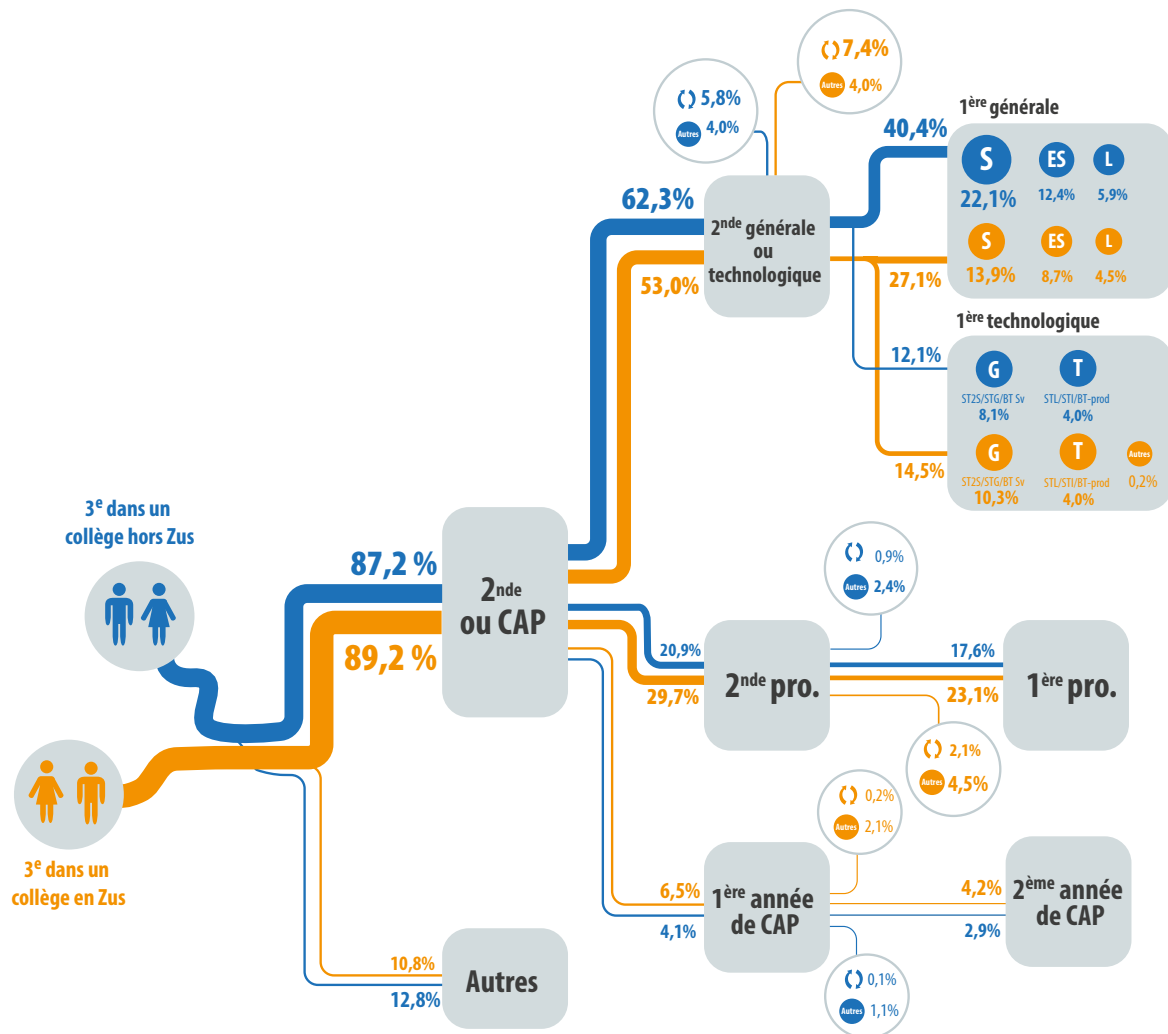 3e dans un
collège hors Zus
3e dans un
collège en Zus
87,2 %
89,2 %
2nde
ou CAP
10,8%
12,8%
Autres
62,3%
53,0%
5,8%
Autres 4,0%
7,4%
Autres 4,0%
2nde générale
ou
technologique
40,4%
27,1%
1ère générale
S ES L
22,1% 12,4% 5,9%
S ES L
13,9% 8,7% 4,5%
12,1%
14,5%
1ère technologique
G T
ST2S/STG/BT Sv STL/STI/BT-prod
8,1% 4,0%
G T Autres
ST2S/STG/BT Sv STL/STI/BT-prod 0,2%
10,3% 4,0%
20,9%
29,7%
2nde pro.
0,9%
Autres 2,4%
17,6%
23,1%
1ère pro.
2,1%
Autres 4,5%
6,5%
4,1%
1ère année
de CAP
0,2%
Autres 2,1%
4,2%
2,9%
2ème année
de CAP
0,1%
Autres 1,1%